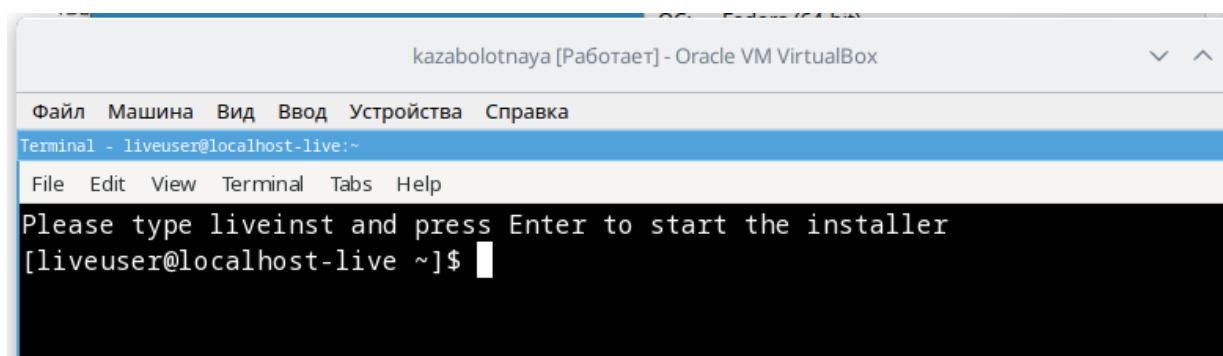 kazabolotnaya [Работает] - Oracle VM VirtualBox
Файл Машина Вид Ввод Устройства Справка
Terminal - liveuser@localhost-live:~
File Edit View Terminal Tabs Help
Please type liveinst and press Enter to start the installer
[liveuser@localhost-live ~]$